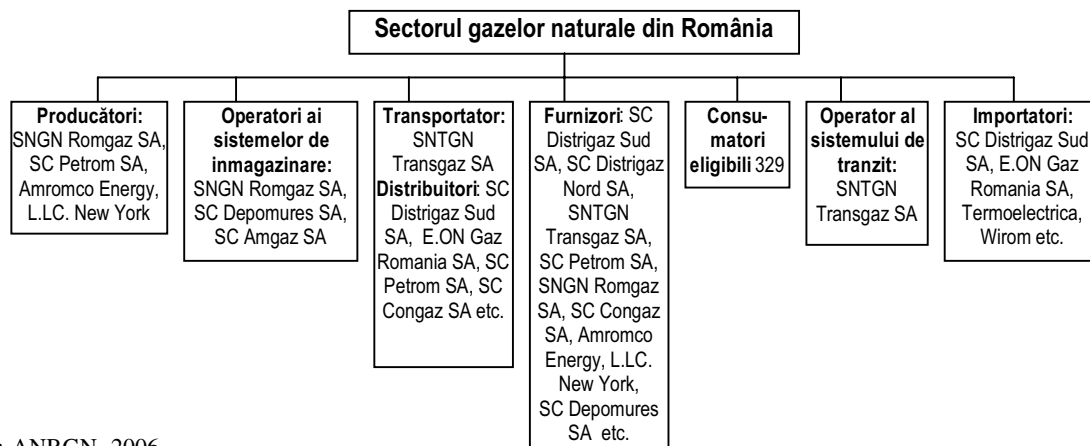 Sectorul gazelor naturale din România
Producători:
SNGN Romgaz SA,
SC Petrom SA,
Amromco Energy,
L.LC. New York
Operatori ai
sistemelor de
inmagazinare:
SNGN Romgaz SA,
SC Depomures SA,
SC Amgaz SA
Transportator:
SNTGN
Transgaz SA
Distribuitori: SC
Distrigaz Sud
SA, E.ON Gaz
Romania SA, SC
Petrom SA, SC
Congaz SA etc.
Furnizori: SC
Distrigaz Sud
SA, SC Distrigaz
Nord SA,
SNTGN
Transgaz SA,
SC Petrom SA,
SNGN Romgaz
SA, SC Congaz
SA, Amromco
Energy, L.LC.
New York,
SC Depomures
SA etc.
Consu-
matori
eligibili 329
Operator al
sistemului de
tranzit:
SNTGN
Transgaz SA
Importatori:
SC Distrigaz Sud
SA, E.ON Gaz
Romania SA,
Termoelectrica,
Wirom etc.
ANRGN, 2006